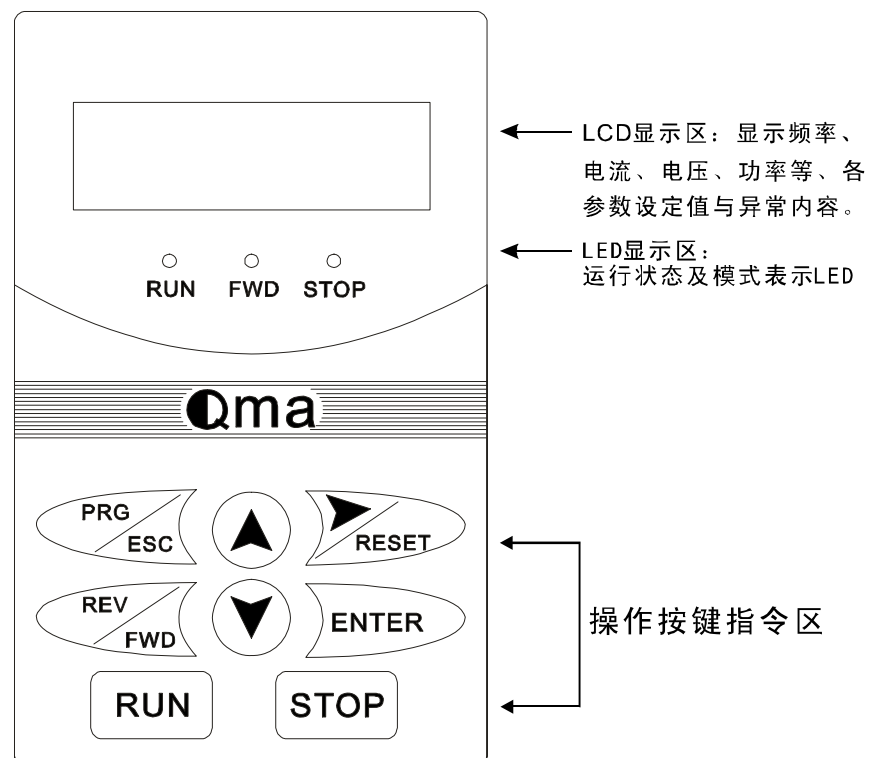 LCD显示区：显示频率、
电流、电压、功率等、各
参数设定值与异常内容。
LED显示区：
运行状态及模式表示LED
RUN FWD STOP
Qma
PRG
ESC
RESET
REV
FWD
ENTER
操作按键指令区
RUN STOP